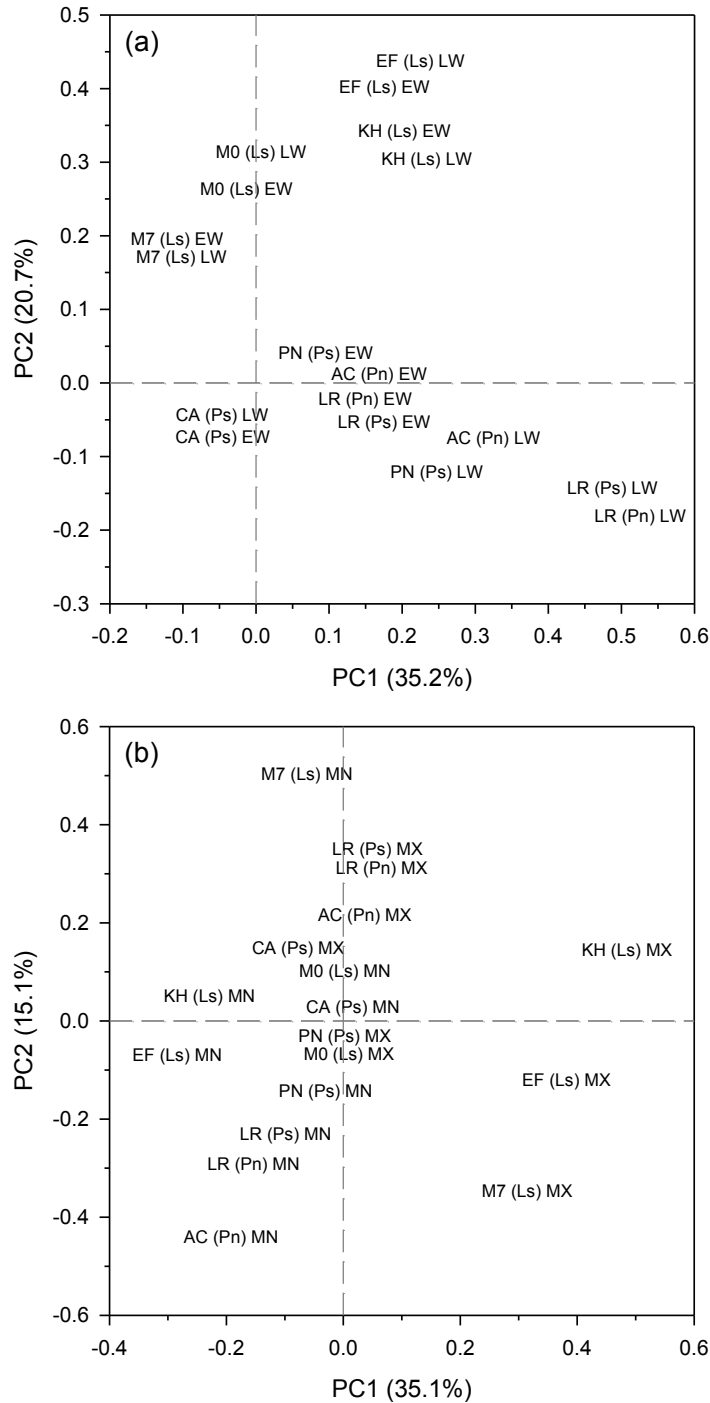 (a)
0.5
0.4
0.3
0.2
0.1
0.0
-0.1
-0.2
-0.3
PC2 (20.7%)
EF (Ls) LW
EF (Ls) EW
KH (Ls) EW
KH (Ls) LW
M0 (Ls) LW
M0 (Ls) EW
M7 (Ls) EW
M7 (Ls) LW
PN (Ps) EW
AC (Pn) EW
LR (Pn) EW
LR (Ps) EW
CA (Ps) LW
CA (Ps) EW
AC (Pn) LW
PN (Ps) LW
LR (Ps) LW
LR (Pn) LW
-0.2 -0.1 0.0 0.1 0.2 0.3 0.4 0.5 0.6
PC1 (35.2%)
(b)
0.6
0.4
0.2
0.0
-0.2
-0.4
-0.6
PC2 (15.1%)
M7 (Ls) MN
LR (Ps) MX
LR (Pn) MX
AC (Pn) MX
CA (Ps) MX
KH (Ls) MX
M0 (Ls) MN
KH (Ls) MN
CA (Ps) MN
PN (Ps) MX
M0 (Ls) MX
EF (Ls) MN
EF (Ls) MX
PN (Ps) MN
LR (Ps) MN
LR (Pn) MN
M7 (Ls) MX
AC (Pn) MN
-0.4 -0.2 0.0 0.2 0.4 0.6
PC1 (35.1%)